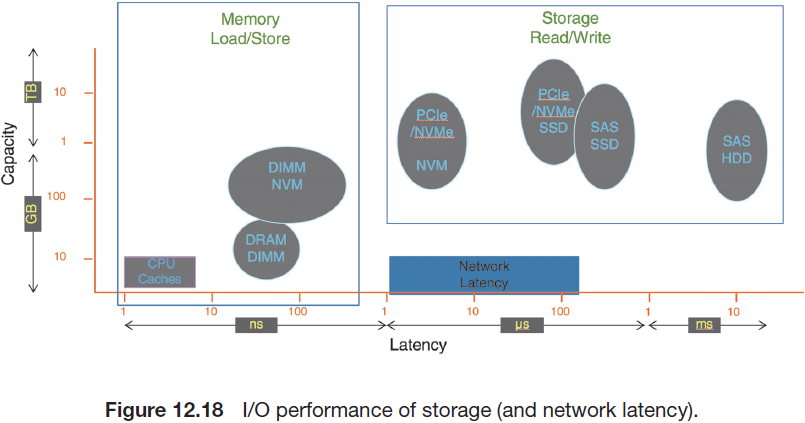 Memory
Load/Store
Storage
Read/Write
Capacity
TB
GB
10
1
100
10
PCIe
/NVMe
NVM
PCIe
/NVMe
SSD
SAS
SSD
SAS
HDD
DIMM
NVM
DRAM
DIMM
CPU
Caches
Network
Latency
1
10
100
1
10
100
1
10
ns
µs
ms
Latency
Figure 12.18 I/O performance of storage (and network latency).